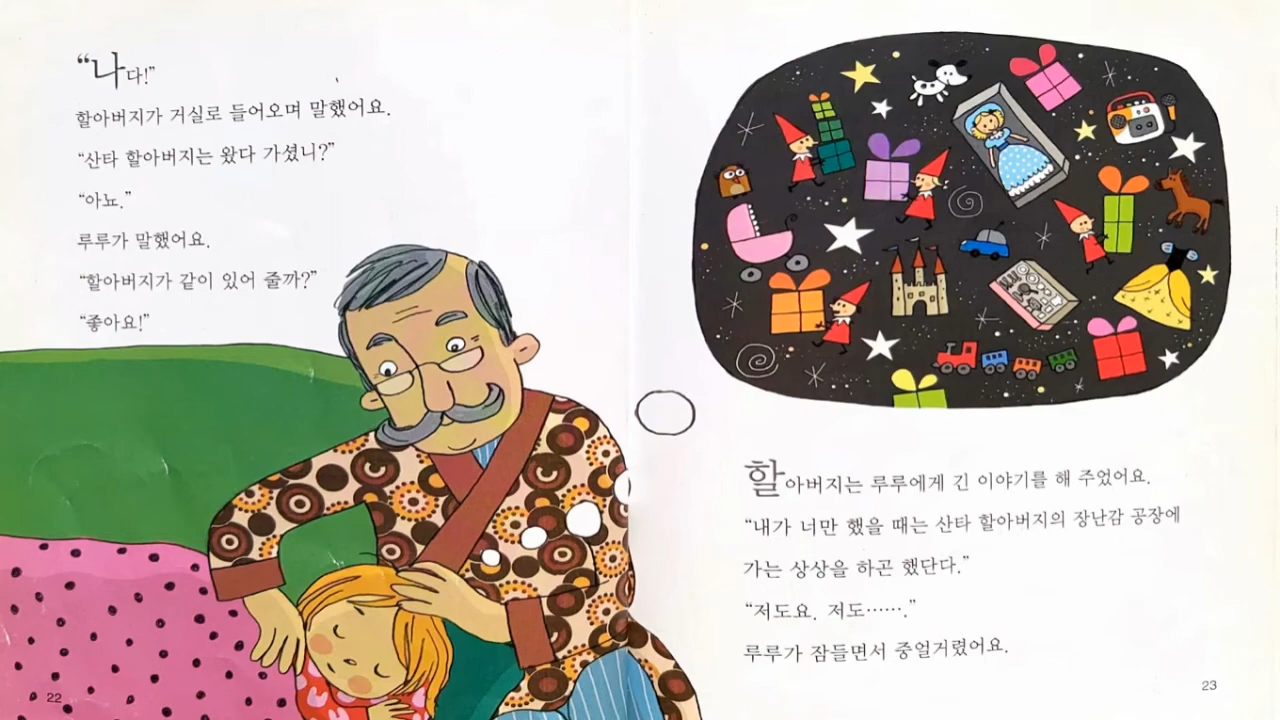 “나다!”
할아버지가 거실로 들어오며 말했어요.
“산타 할아버지는 왔다 가셨니?”
“아뇨.”
루루가 말했어요.
“할아버지가 같이 있어 줄까?”
“좋아요!”
22
할아버지는 루루에게 긴 이야기를 해 주었어요.
“내가 너만 했을 때는 산타 할아버지의 장난감 공장에
가는 상상을 하곤 했단다.”
“저도요. 저도…….”
루루가 잠들면서 중얼거렸어요.
23